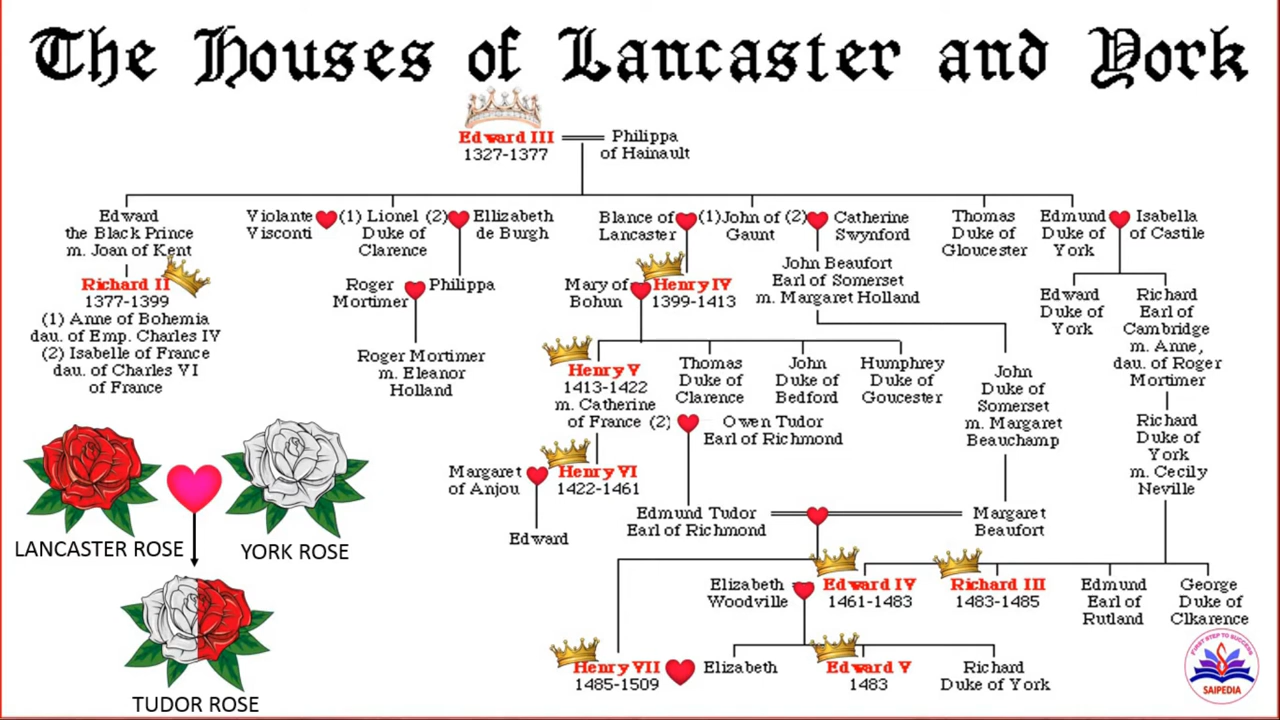 The Houses of Lancaster and York
Edward III
1327-1377
Philippa
of Hainault
Edward
the Black Prince
m. Joan of Kent
Violante
Visconti
(1) Lionel (2)
Duke of
Clarence
Ellizabeth
de Burgh
Blance of
Lancaster
(1)John of (2)
Gaunt
Catherine
Swynford
Thomas
Duke of
Gloucester
Edmund
Duke of
York
Isabella
of Castile
Richard II
1377-1399
(1) Anne of Bohemia
dau. of Emp. Charles IV
(2) Isabelle of France
dau. of Charles VI
of France
Roger
Mortimer
Philippa
Mary of
Bohun
Henry IV
1399-1413
John Beaufort
Earl of Somerset
m. Margaret Holland
Edward
Duke of
York
Richard
Earl of
Cambridge
m. Anne,
dau. of Roger
Mortimer
Roger Mortimer
m. Eleanor
Holland
Henry V
1413-1422
m. Catherine
of France (2)
Thomas
Duke of
Clarence
John
Duke of
Bedford
Humphrey
Duke of
Goucester
John
Duke of
Somerset
m. Margaret
Beauchamp
Owen Tudor
Earl of Richmond
Richard
Duke of
York
m. Cecily
Neville
Margaret
of Anjou
Henry VI
1422-1461
Edward
Edmund Tudor
Earl of Richmond
Margaret
Beaufort
LANCASTER ROSE
YORK ROSE
Elizabeth
Woodville
Edward IV
1461-1483
Richard III
1483-1485
Edmund
Earl of
Rutland
George
Duke of
Clkarence
Henry VII
1485-1509
Elizabeth
Edward V
1483
Richard
Duke of York
TUDOR ROSE
FIRST STEP TO SUCCESS
SAIPEDIA